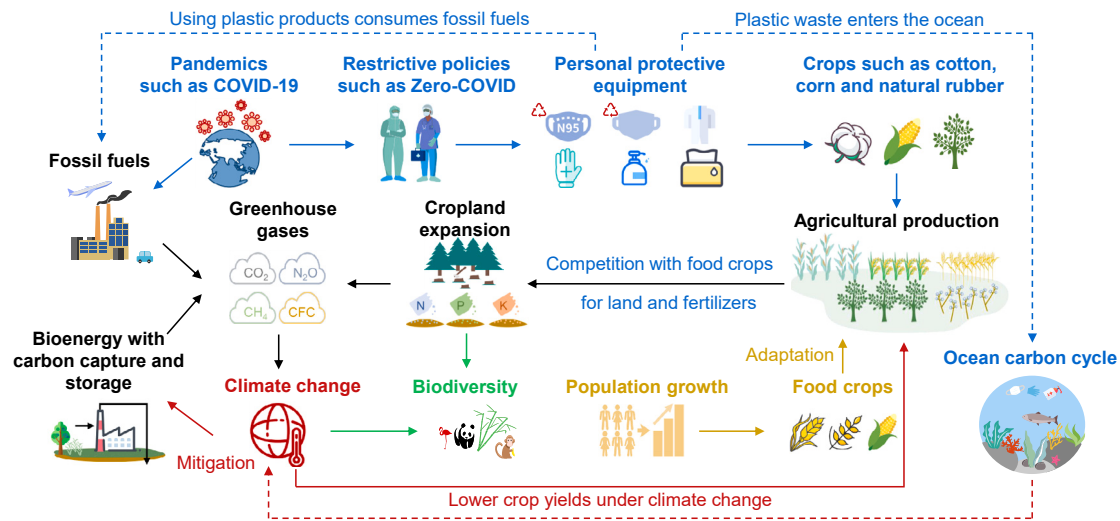 Using plastic products consumes fossil fuels
Plastic waste enters the ocean
Pandemics
such as COVID-19
Restrictive policies
such as Zero-COVID
Personal protective
equipment
Crops such as cotton,
corn and natural rubber
N95
Fossil fuels
Greenhouse
gases
Cropland
expansion
Agricultural production
CO₂
N₂O
CH₄
CFC
N
P
K
Competition with food crops
for land and fertilizers
Bioenergy with
carbon capture and
storage
Climate change
Biodiversity
Population growth
Adaptation
Food crops
Ocean carbon cycle
Mitigation
Lower crop yields under climate change